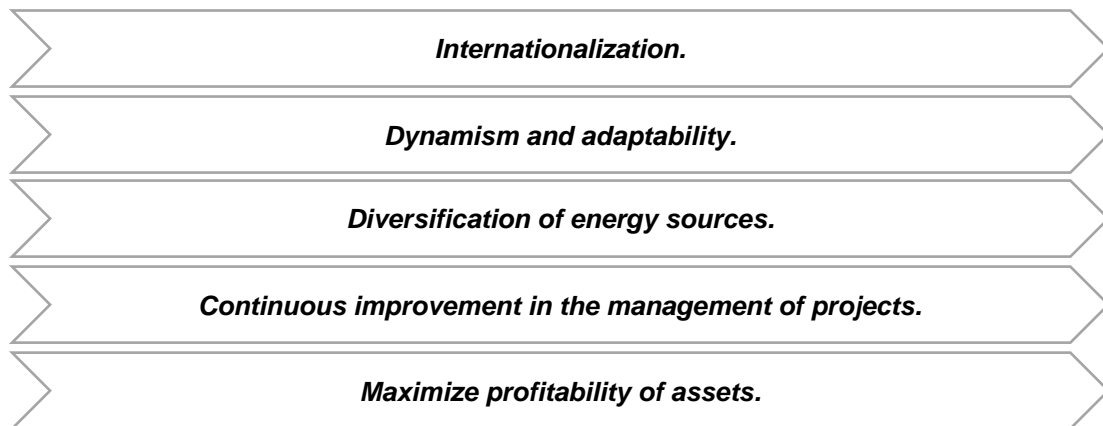 Internationalization.
Dynamism and adaptability.
Diversification of energy sources.
Continuous improvement in the management of projects.
Maximize profitability of assets.